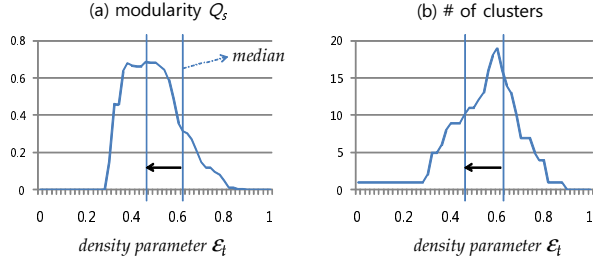 (a) modularity Qs
(b) # of clusters
0.8
0.6
0.4
0.2
0
median
0 0.2 0.4 0.6 0.8 1
density parameter εt
20
15
10
5
0
0 0.2 0.4 0.6 0.8 1
density parameter εt